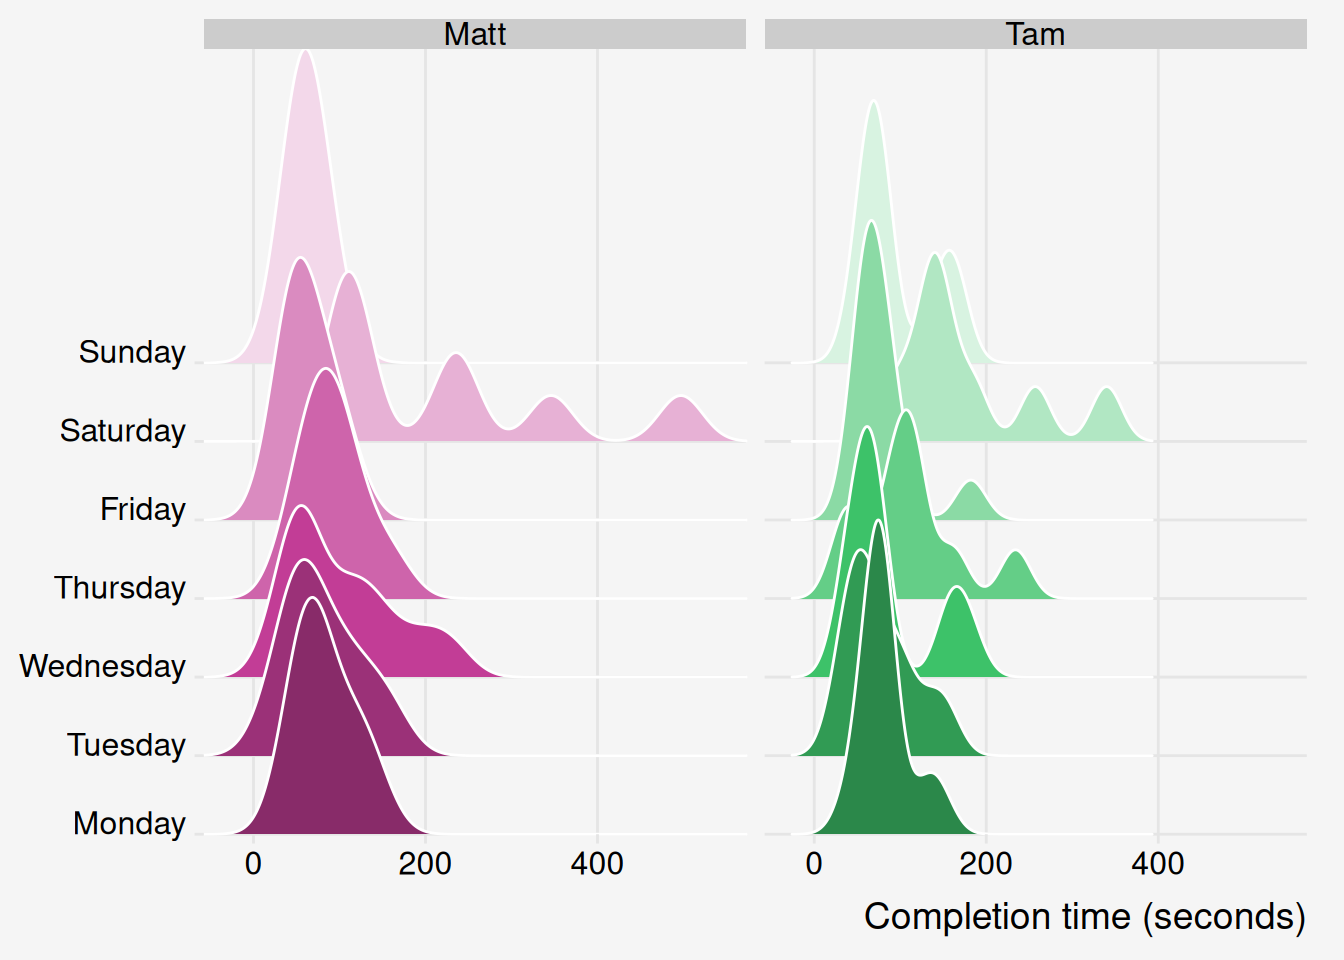 Matt
Tam
Sunday
Saturday
Friday
Thursday
Wednesday
Tuesday
Monday
0 200 400
0 200 400
Completion time (seconds)